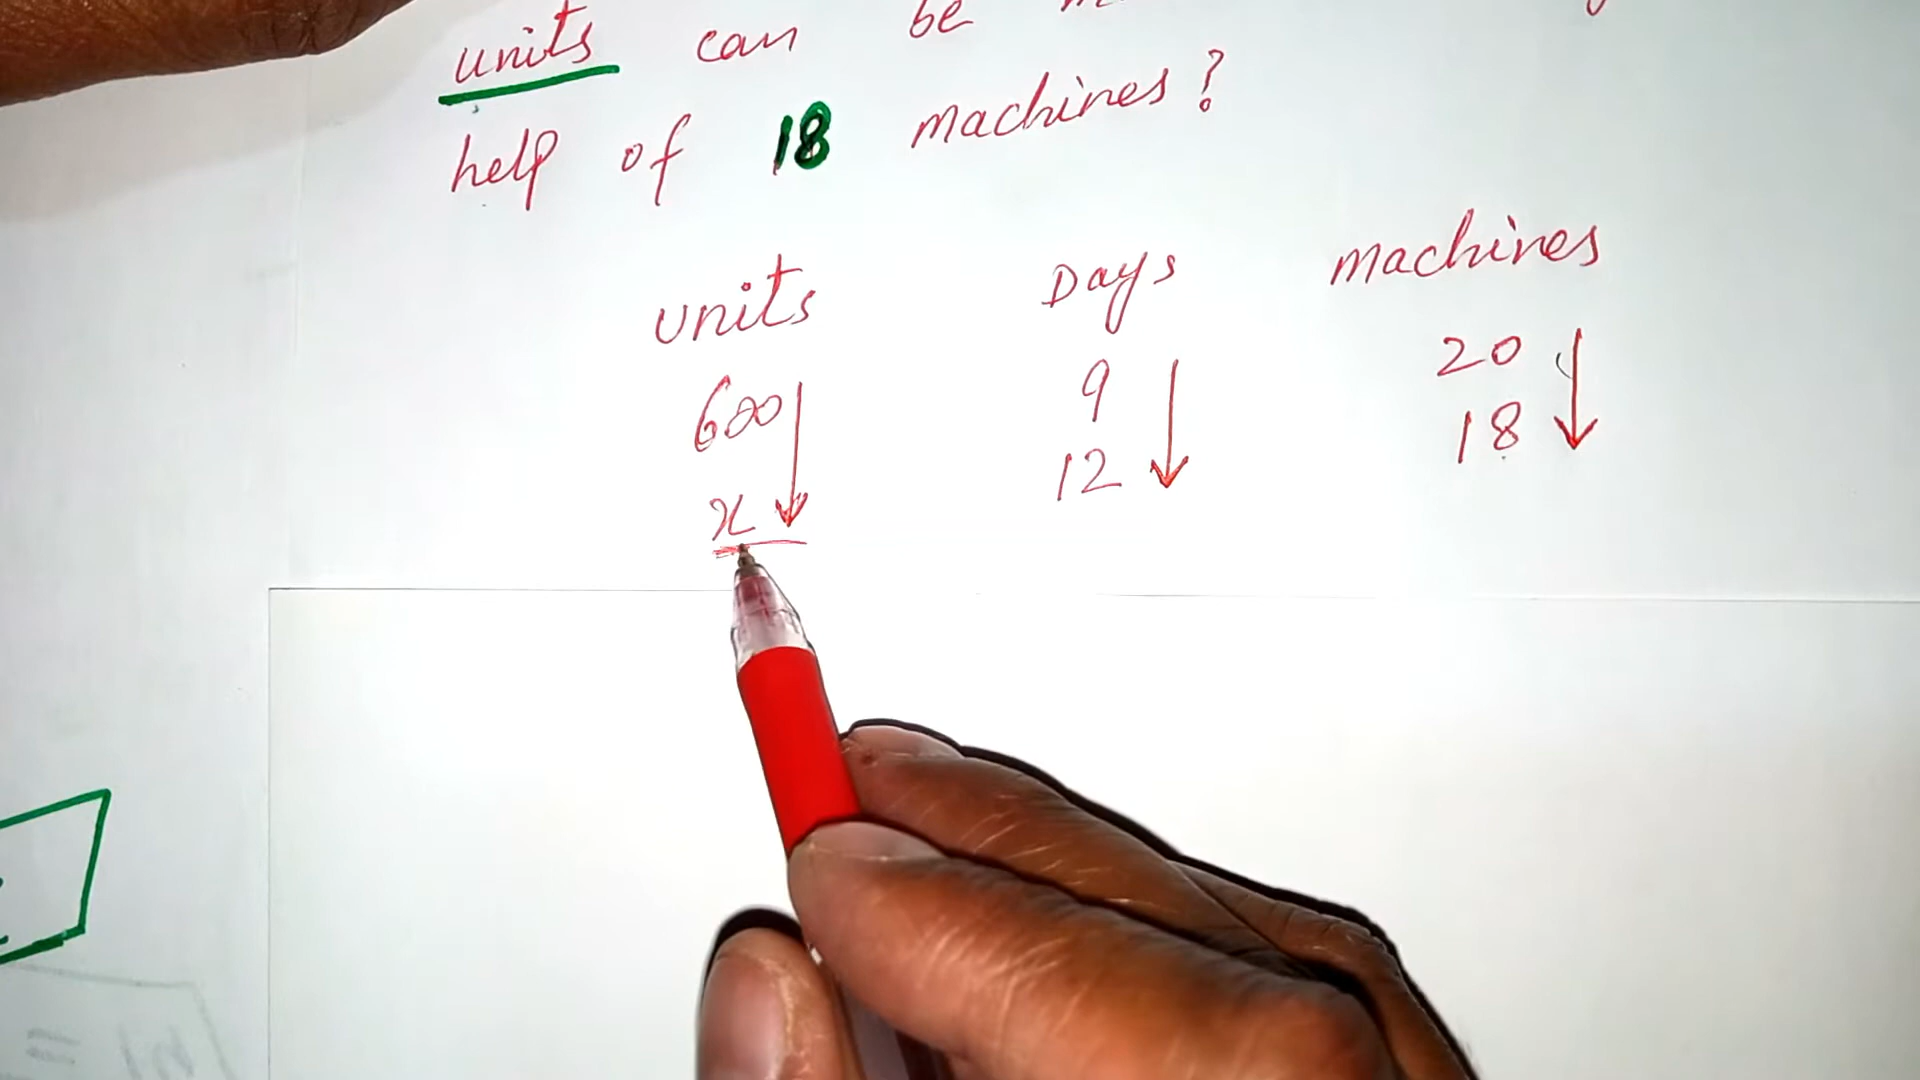 units can be
help of 18 machines?
units Days machines
600 9 20
x 12 18